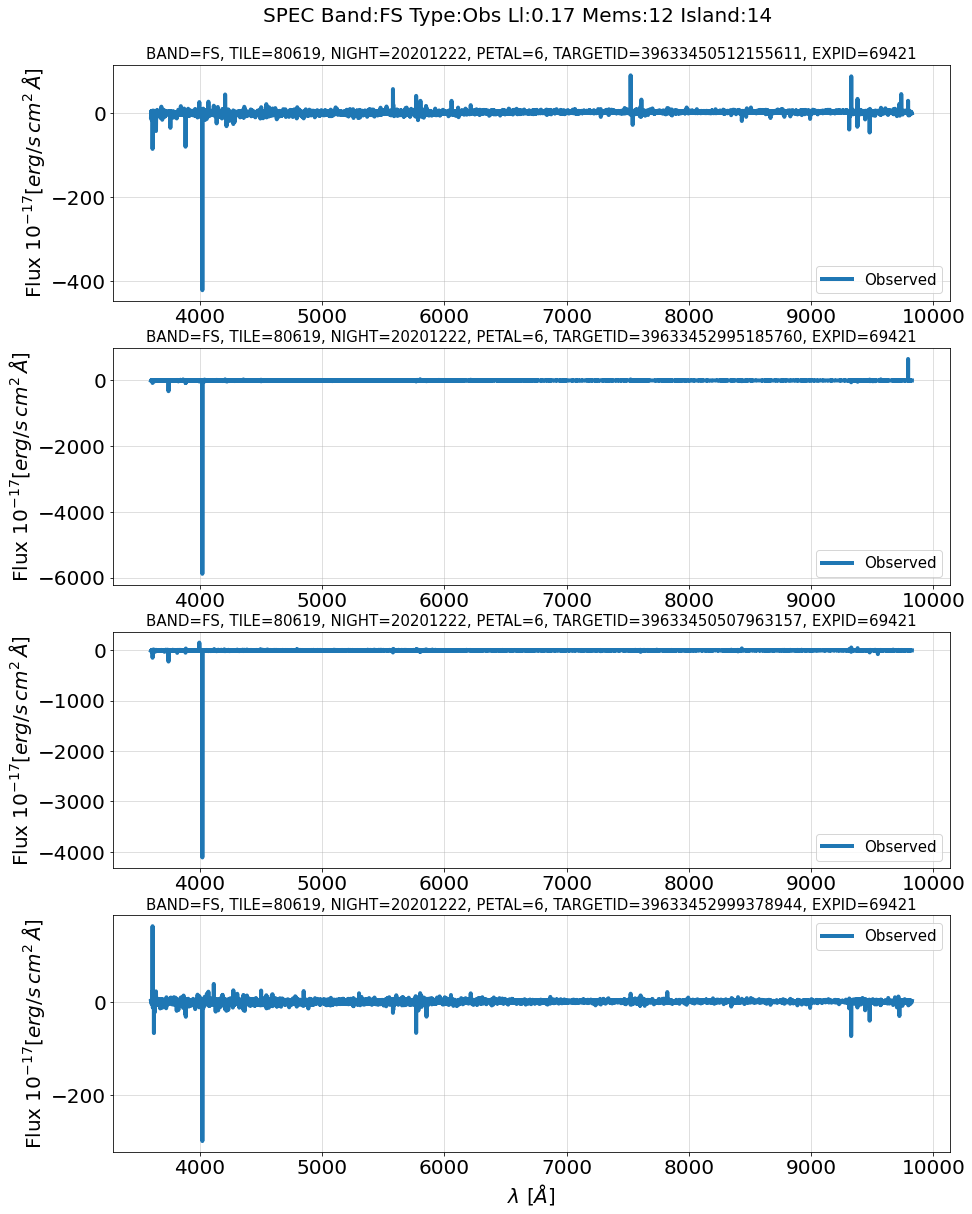 SPEC Band:FS Type:Obs Ll:0.17 Mems:12 Island:14
BAND=FS, TILE=80619, NIGHT=20201222, PETAL=6, TARGETID=39633450512155611, EXPID=69421
Flux 10⁻¹⁷[erg/s cm² Å]
0
−200
−400
Observed
4000 5000 6000 7000 8000 9000 10000
BAND=FS, TILE=80619, NIGHT=20201222, PETAL=6, TARGETID=39633452995185760, EXPID=69421
Flux 10⁻¹⁷[erg/s cm² Å]
0
−2000
−4000
−6000
Observed
4000 5000 6000 7000 8000 9000 10000
BAND=FS, TILE=80619, NIGHT=20201222, PETAL=6, TARGETID=39633450507963157, EXPID=69421
Flux 10⁻¹⁷[erg/s cm² Å]
0
−1000
−2000
−3000
−4000
Observed
4000 5000 6000 7000 8000 9000 10000
BAND=FS, TILE=80619, NIGHT=20201222, PETAL=6, TARGETID=39633452999378944, EXPID=69421
Flux 10⁻¹⁷[erg/s cm² Å]
Observed
0
−200
4000 5000 6000 7000 8000 9000 10000
λ [Å]